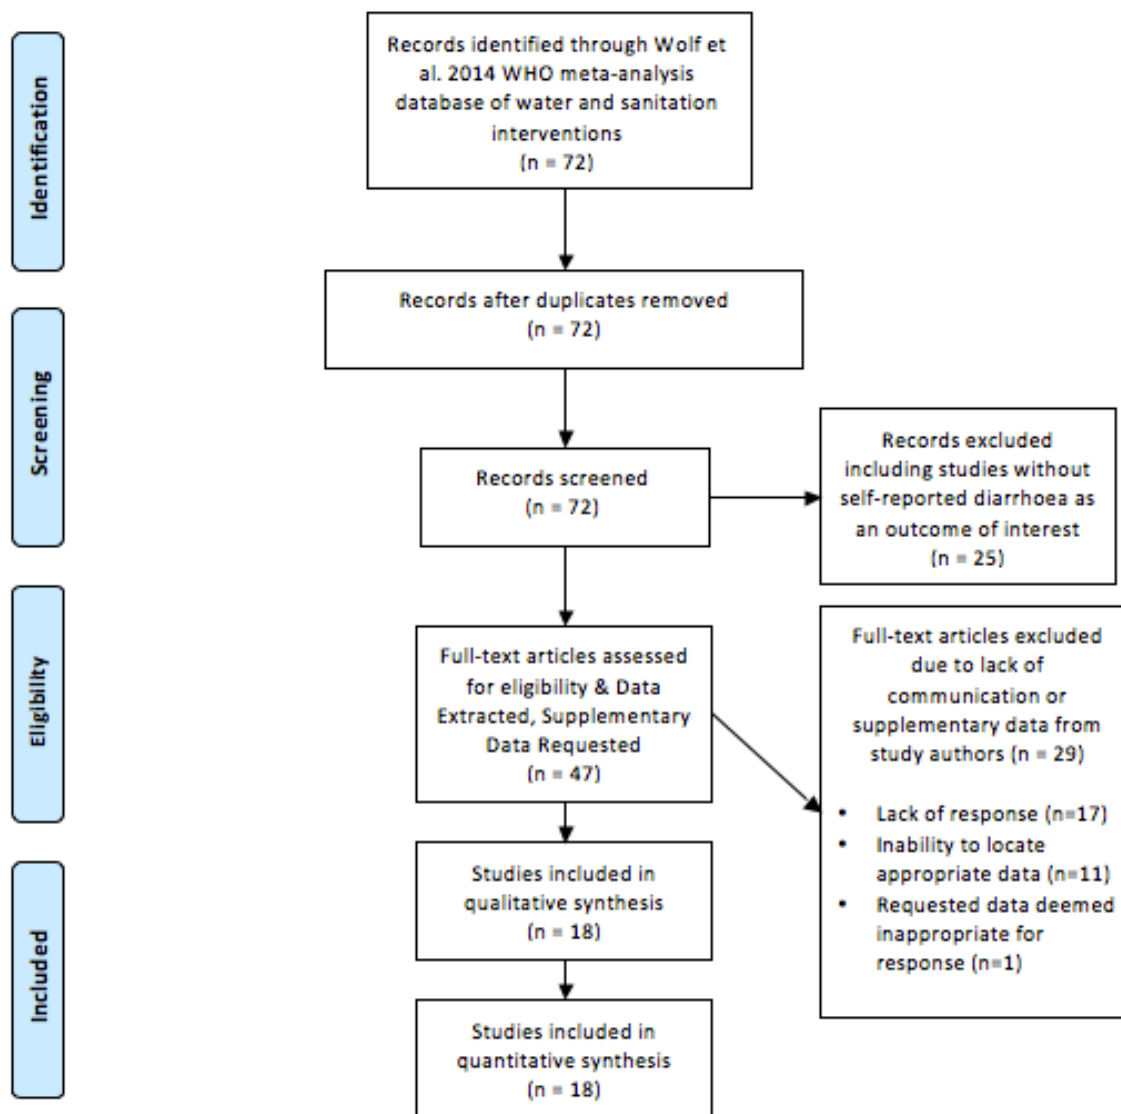 Identification
Records identified through Wolf et
al. 2014 WHO meta-analysis
database of water and sanitation
interventions
(n = 72)
Records after duplicates removed
(n = 72)
Screening
Records screened
(n = 72)
Records excluded
including studies without
self-reported diarrhoea as
an outcome of interest
(n = 25)
Eligibility
Full-text articles assessed
for eligibility & Data
Extracted, Supplementary
Data Requested
(n = 47)
Full-text articles excluded
due to lack of
communication or
supplementary data from
study authors (n = 29)
• Lack of response (n=17)
• Inability to locate
appropriate data (n=11)
• Requested data deemed
inappropriate for
response (n=1)
Included
Studies included in
qualitative synthesis
(n = 18)
Studies included in
quantitative synthesis
(n = 18)